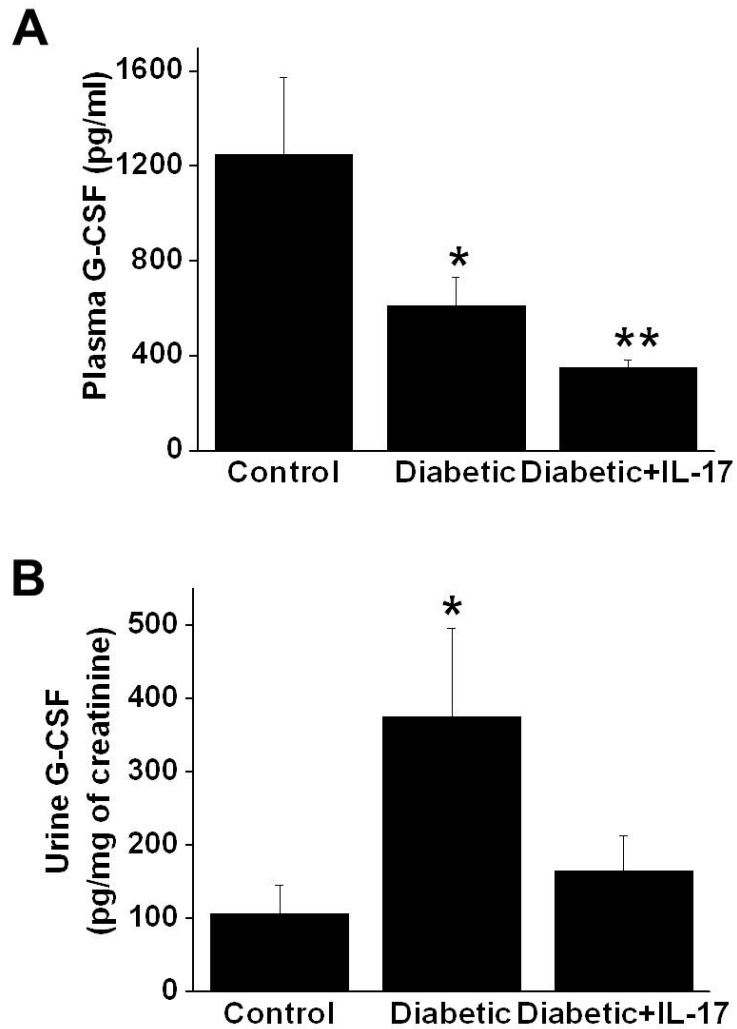 A
Plasma G-CSF (pg/ml)
1600
1200
800
400
0
*
**
Control Diabetic Diabetic+IL-17
B
Urine G-CSF
(pg/mg of creatinine)
500
400
300
200
100
0
*
Control Diabetic Diabetic+IL-17